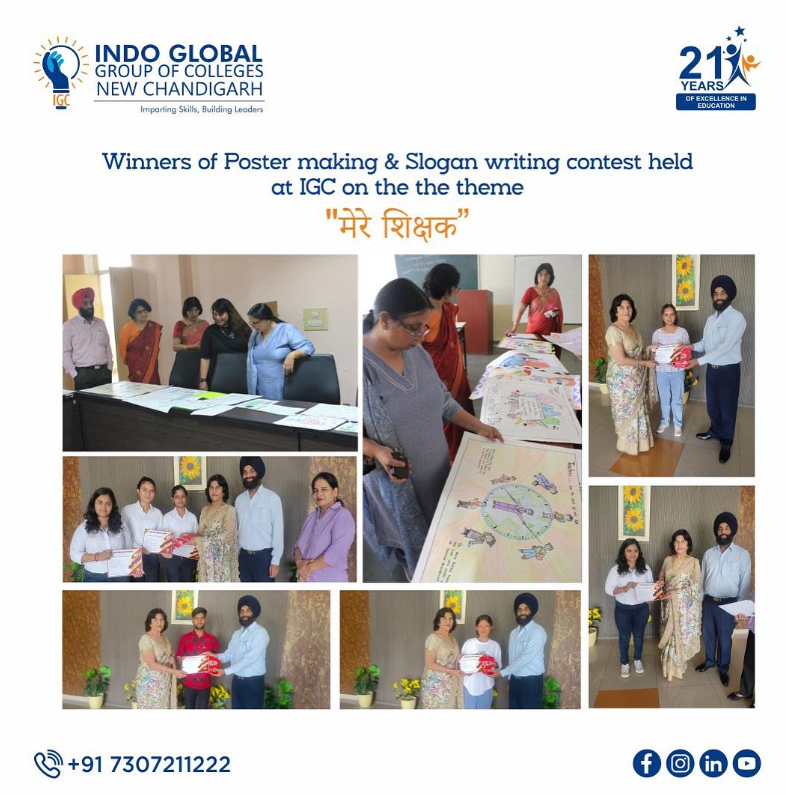 INDO GLOBAL
GROUP OF COLLEGES
NEW CHANDIGARH
Imparting Skills, Building Leaders
IGC
21
YEARS
OF EXCELLENCE IN
EDUCATION
Winners of Poster making & Slogan writing contest held
at IGC on the the theme
"मेरे शिक्षक”
+91 7307211222